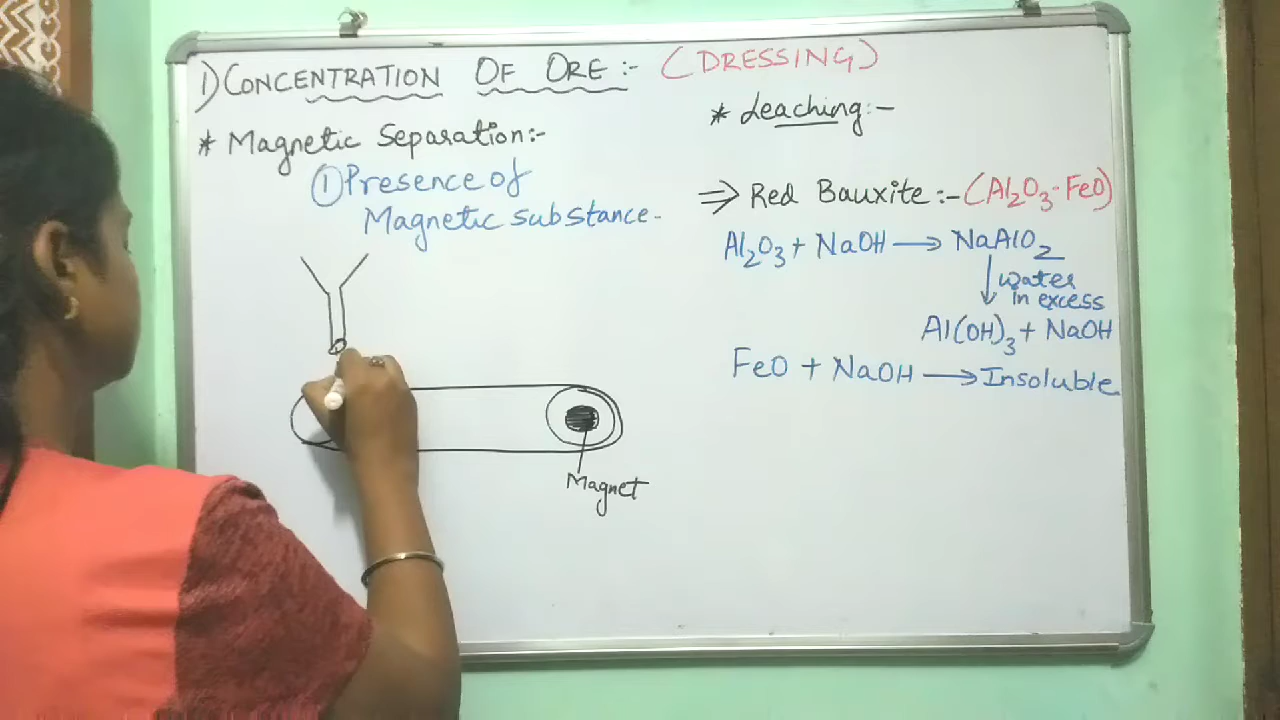 1) CONCENTRATION OF ORE :- (DRESSING)
* Magnetic Separation:-
① Presence of
Magnetic substance.
Magnet
* Leaching:-
⇒ Red Bauxite:- (Al₂O₃·FeO)
Al₂O₃ + NaOH → NaAlO₂
↓ water
in excess
Al(OH)₃ + NaOH
FeO + NaOH → Insoluble